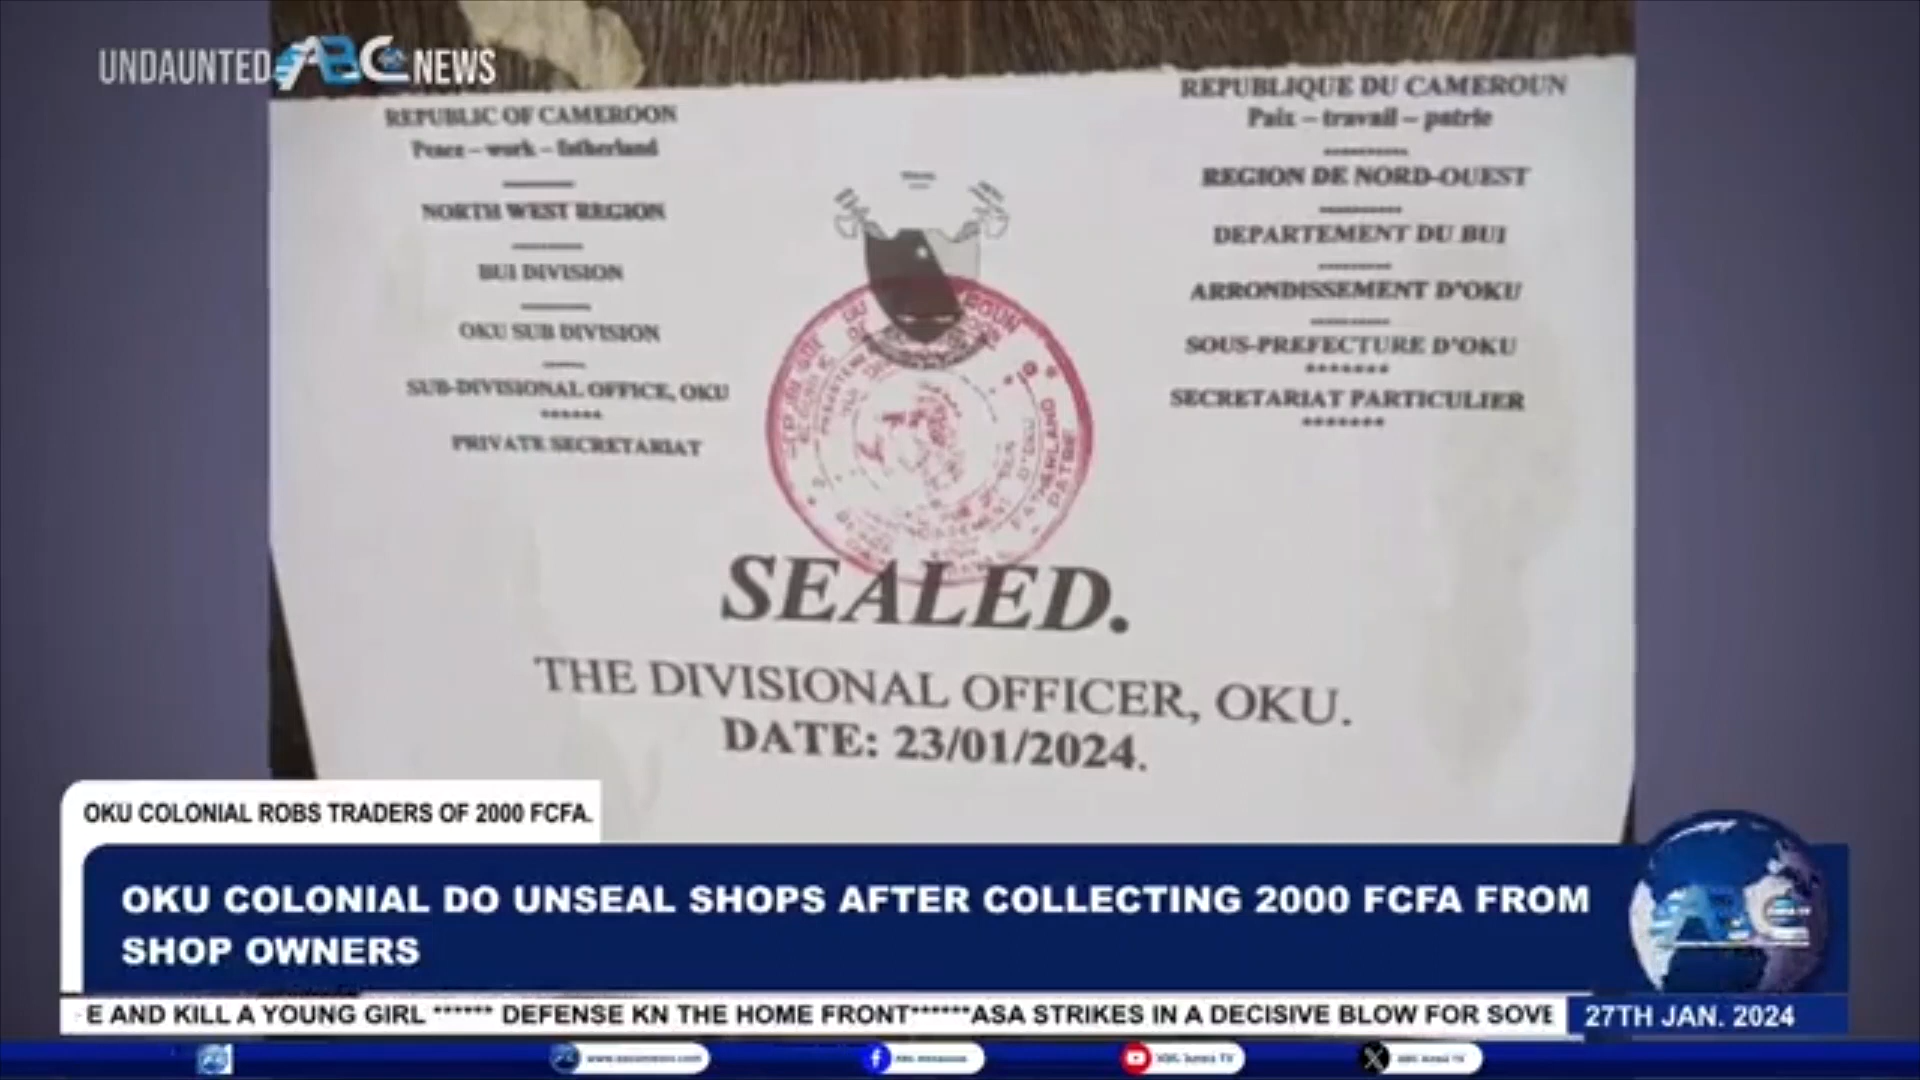 UNDAUNTED ABC NEWS
REPUBLIC OF CAMEROON
Peace – work – fatherland
NORTH WEST REGION
BUI DIVISION
OKU SUB DIVISION
SUB-DIVISIONAL OFFICE, OKU
******
PRIVATE SECRETARIAT
REPUBLIQUE DU CAMEROUN
Paix – travail – patrie
REGION DE NORD-OUEST
DEPARTEMENT DU BUI
ARRONDISSEMENT D'OKU
SOUS-PREFECTURE D'OKU
*******
SECRETARIAT PARTICULIER
*******
FATHERLAND
PATRIE
SEALED.
THE DIVISIONAL OFFICER, OKU.
DATE: 23/01/2024.
OKU COLONIAL ROBS TRADERS OF 2000 FCFA.
OKU COLONIAL DO UNSEAL SHOPS AFTER COLLECTING 2000 FCFA FROM
SHOP OWNERS
ABC
E AND KILL A YOUNG GIRL ****** DEFENSE KN THE HOME FRONT******ASA STRIKES IN A DECISIVE BLOW FOR SOVE
27TH JAN. 2024